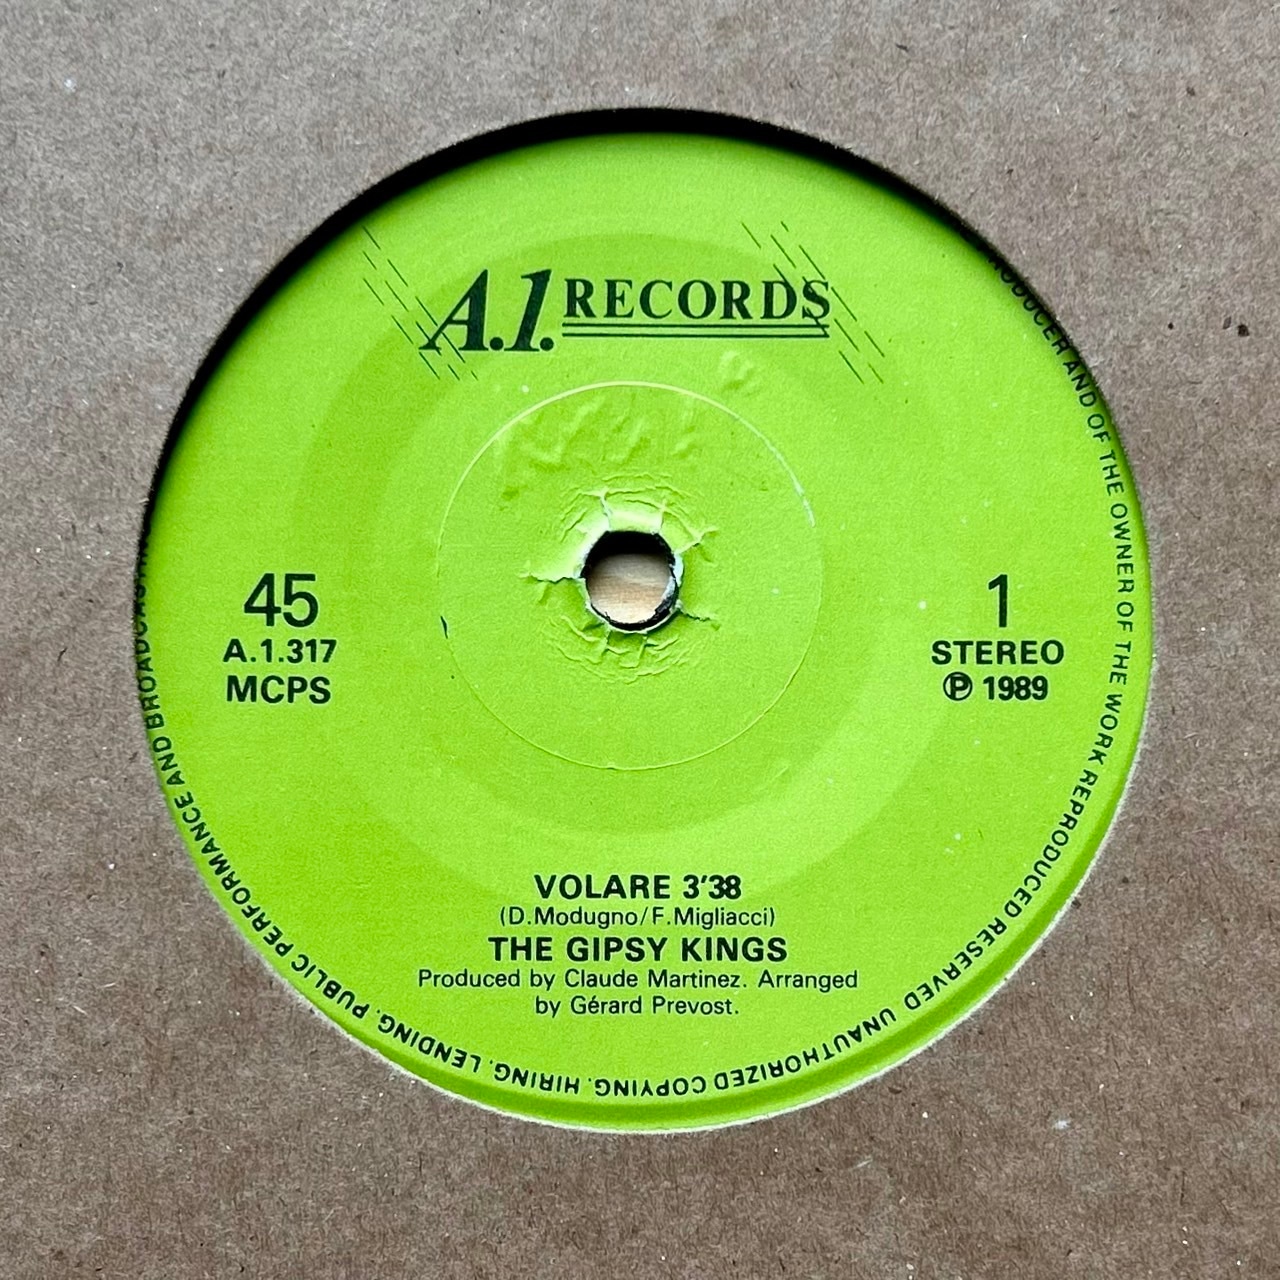 A.1. RECORDS
45
A.1.317
MCPS
1
STEREO
Ⓟ 1989
VOLARE 3'38
(D.Modugno/F.Migliacci)
THE GIPSY KINGS
Produced by Claude Martinez. Arranged
by Gérard Prevost.
AND OF THE OWNER OF THE WORK REPRODUCED RESERVED UNAUTHORIZED COPYING. HIRING. LENDING. PUBLIC PERFORMANCE AND